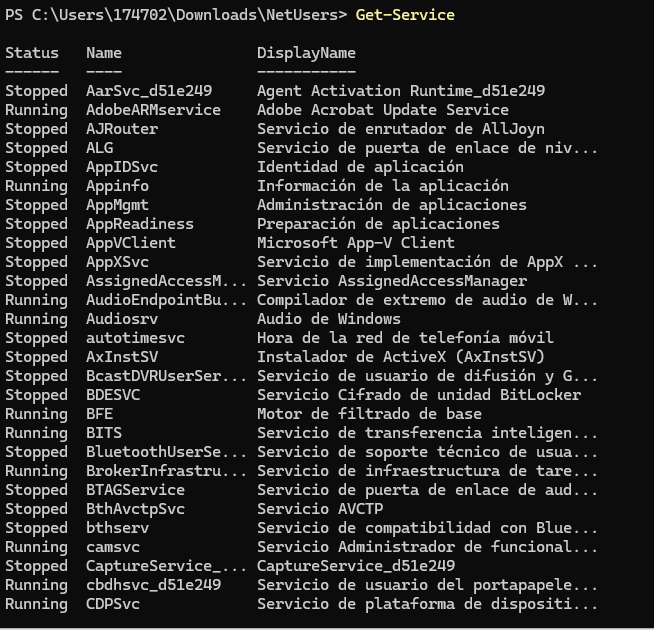 PS C:\Users\174702\Downloads\NetUsers> Get-Service
Status Name DisplayName
------ ---- -----------
Stopped AarSvc_d51e249 Agent Activation Runtime_d51e249
Running AdobeARMservice Adobe Acrobat Update Service
Stopped AJRouter Servicio de enrutador de AllJoyn
Stopped ALG Servicio de puerta de enlace de niv...
Stopped AppIDSvc Identidad de aplicación
Running Appinfo Información de la aplicación
Stopped AppMgmt Administración de aplicaciones
Stopped AppReadiness Preparación de aplicaciones
Stopped AppVClient Microsoft App-V Client
Stopped AppXSvc Servicio de implementación de AppX ...
Stopped AssignedAccessM... Servicio AssignedAccessManager
Running AudioEndpointBu... Compilador de extremo de audio de W...
Running Audiosrv Audio de Windows
Stopped autotimesvc Hora de la red de telefonía móvil
Stopped AxInstSV Instalador de ActiveX (AxInstSV)
Stopped BcastDVRUserSer... Servicio de usuario de difusión y G...
Stopped BDESVC Servicio Cifrado de unidad BitLocker
Running BFE Motor de filtrado de base
Running BITS Servicio de transferencia inteligen...
Stopped BluetoothUserSe... Servicio de soporte técnico de usua...
Running BrokerInfrastru... Servicio de infraestructura de tare...
Stopped BTAGService Servicio de puerta de enlace de aud...
Stopped BthAvctpSvc Servicio AVCTP
Stopped bthserv Servicio de compatibilidad con Blue...
Running camsvc Servicio Administrador de funcional...
Stopped CaptureService_... CaptureService_d51e249
Running cbdhsvc_d51e249 Servicio de usuario del portapapele...
Running CDPSvc Servicio de plataforma de dispositi...